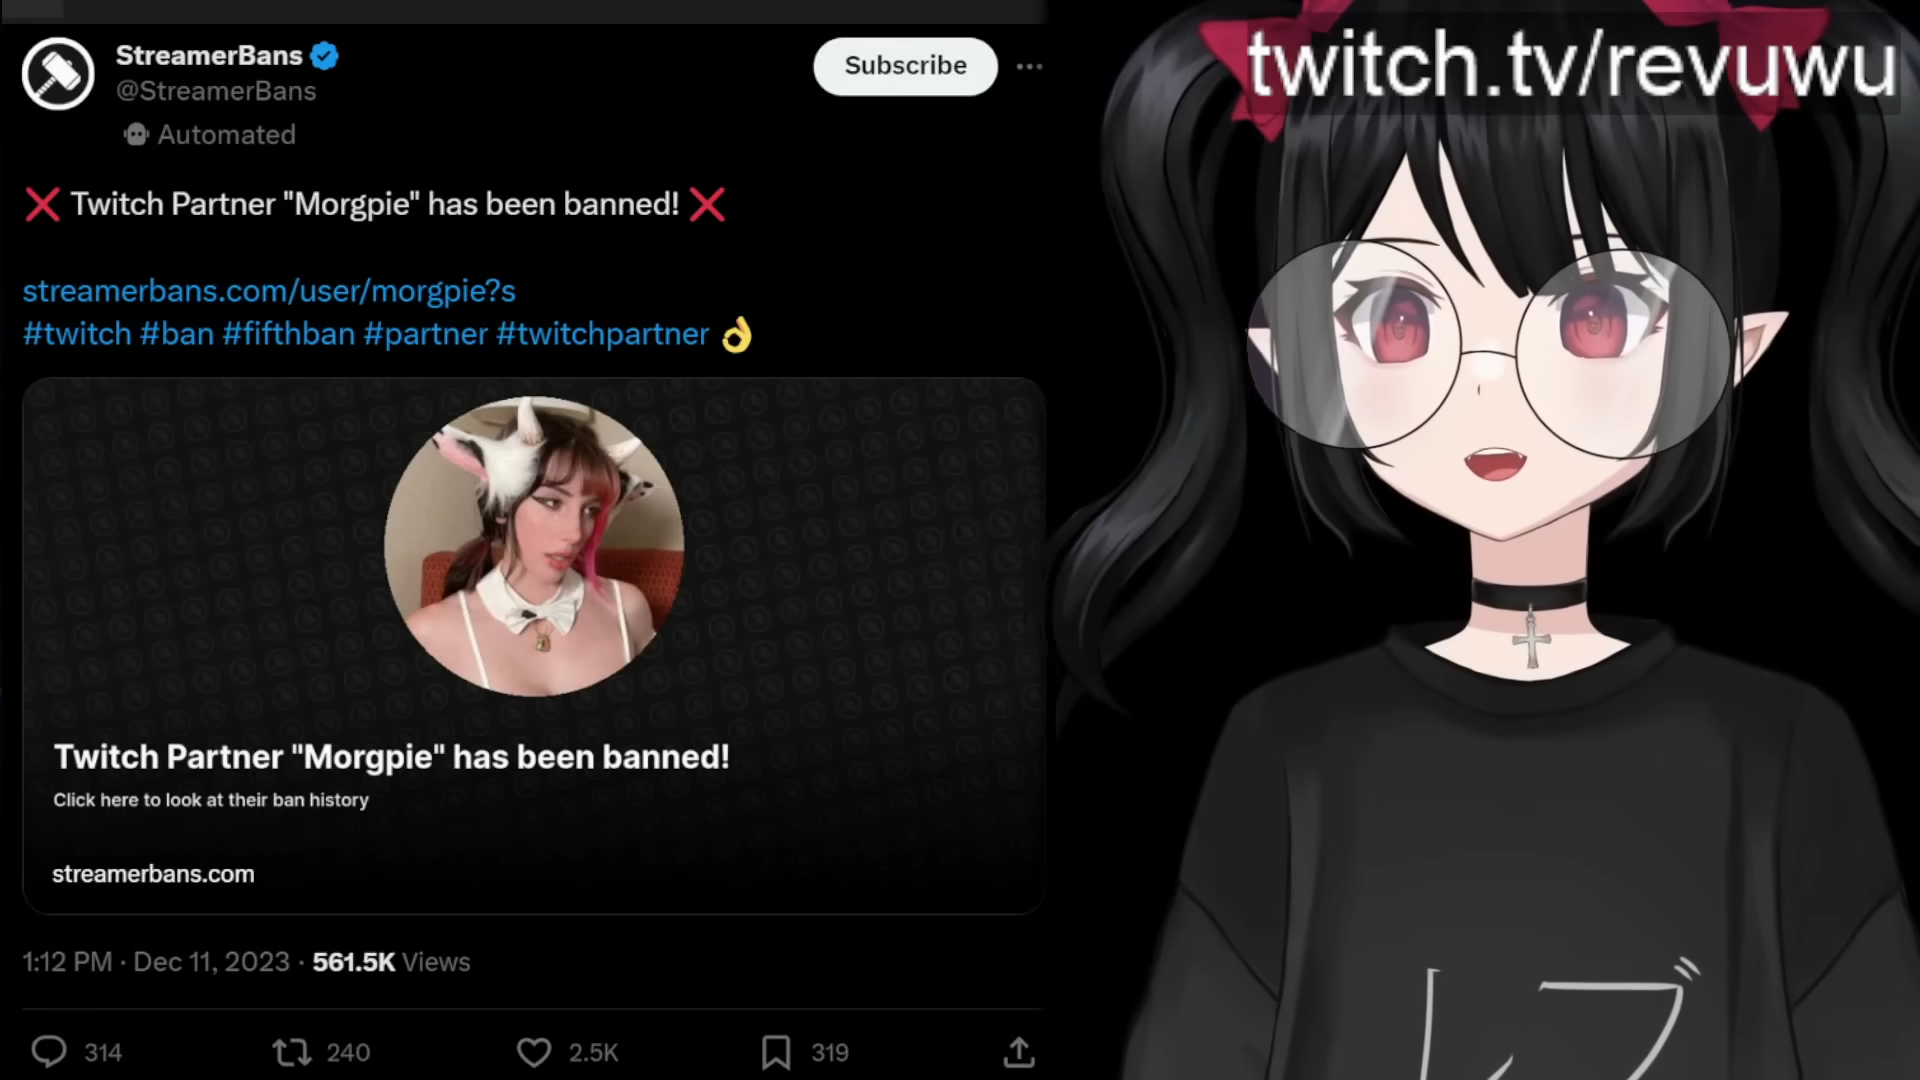 StreamerBans
@StreamerBans
Automated
Subscribe
❌ Twitch Partner "Morgpie" has been banned! ❌
streamerbans.com/user/morgpie?s
#twitch #ban #fifthban #partner #twitchpartner 👌
Twitch Partner "Morgpie" has been banned!
Click here to look at their ban history
streamerbans.com
1:12 PM · Dec 11, 2023 · 561.5K Views
314 240 2.5K 319
twitch.tv/revuwu
レブ